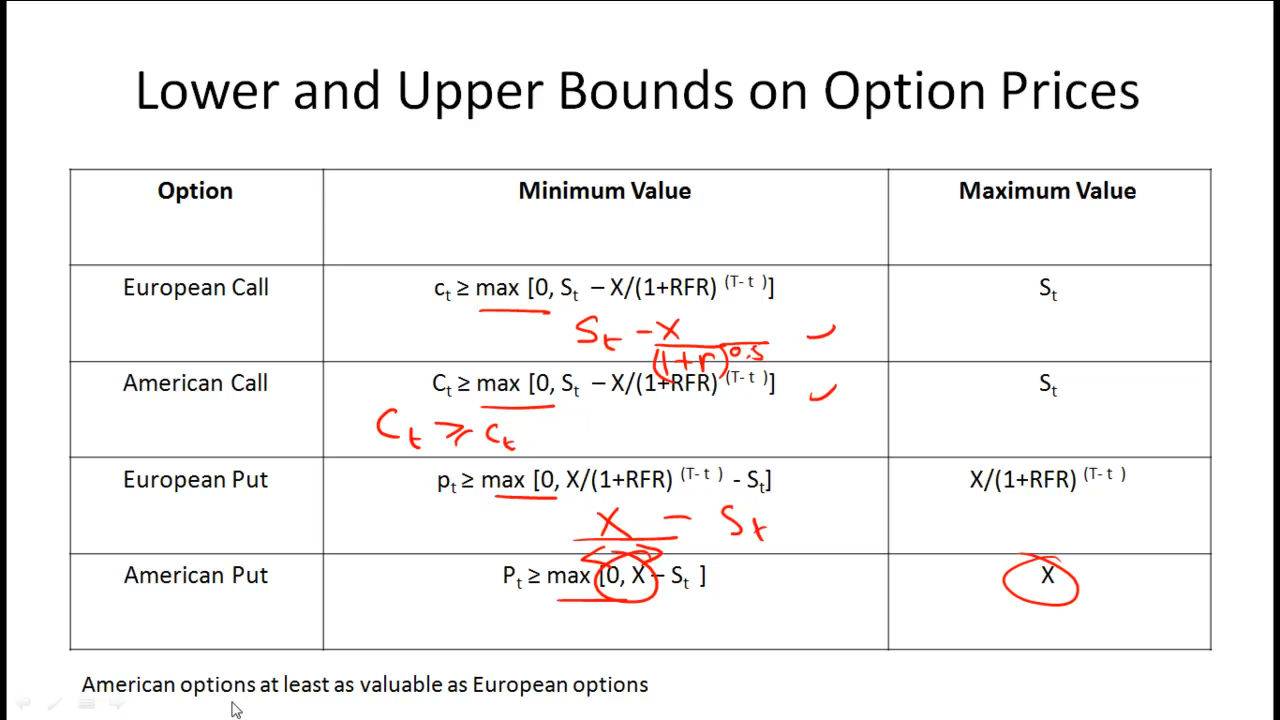 Lower and Upper Bounds on Option Prices
Option Minimum Value Maximum Value
European Call cₜ ≥ max [0, Sₜ – X/(1+RFR) ⁽ᵀ⁻ ᵗ ⁾] Sₜ
Sₜ - X
(1+r)^0.5
American Call Cₜ ≥ max [0, Sₜ – X/(1+RFR) ⁽ᵀ⁻ ᵗ ⁾] Sₜ
Cₜ ≥ cₜ
European Put pₜ ≥ max [0, X/(1+RFR) ⁽ᵀ⁻ ᵗ ⁾ - Sₜ] X/(1+RFR) ⁽ᵀ⁻ ᵗ ⁾
X - Sₜ
American Put Pₜ ≥ max [0, X – Sₜ ] X
American options at least as valuable as European options